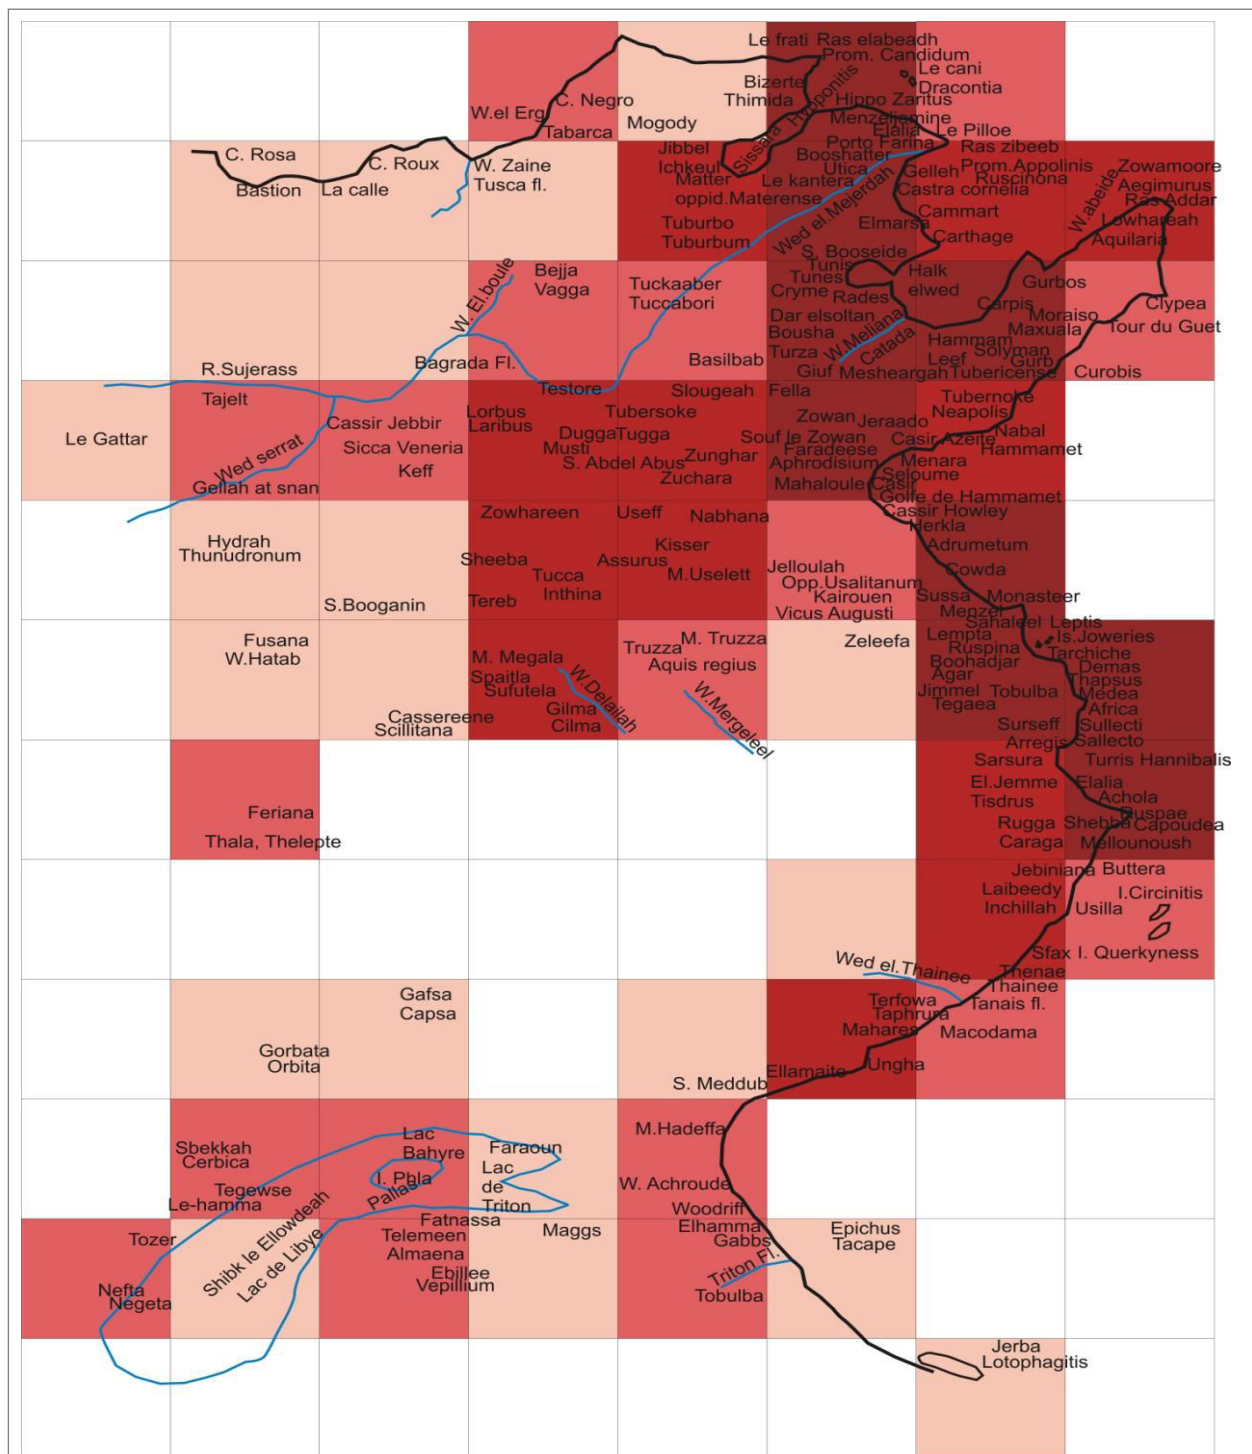 Le frati
Ras elabeadh
Prom. Candidum
Le cani
Dracontia
Bizerte
Thimida
Hipponitis
Hippo Zaritus
C. Negro
W.el Erg
Tabarca
Mogody
Menzeljemine
Elalia
Le Pilloe
Porto Farina
Ras zibeeb
C. Rosa
Bastion
La calle
C. Roux
W. Zaine
Tusca fl.
Jibbel
Ichkeul
Sissara
Matter
oppid.Materense
Booshatter
Utica
Le kantera
Wed el.Mejerdah
Gelleh
Castra cornelia
Prom.Appolinis
Ruscinona
W.abeide
Zowamoore
Aegimurus
Ras Addar
Lowhareah
Aquilaria
Tuburbo
Tuburbum
Elmarsa
Cammart
Carthage
S. Booseide
Tunis
Tunes
Cryme
Rades
Halk
elwed
Gurbos
Carpis
Moraiso
Maxuala
Clypea
Tour du Guet
W. El.boule
Bejja
Vagga
Tuckaaber
Tuccabori
Dar elsoltan
Bousha
W.Meliana
Catada
Turza
Giuf
Mesheargah
Hammam
Leef
Solyman
Gurb
Tubericense
Curobis
Basilbab
Bagrada Fl.
R.Sujerass
Tajelt
Le Gattar
Wed serrat
Gellah at snan
Cassir Jebbir
Sicca Veneria
Keff
Testore
Lorbus
Laribus
Dugga
Tugga
Musti
S. Abdel Abus
Slougeah
Tubersoke
Zunghar
Zuchara
Fella
Zowan
Jeraado
Souf le Zowan
Faradeese
Aphrodisium
Mahaloule
Casir
Casir Azeite
Tubernoke
Neapolis
Nabal
Hammamet
Menara
Seloume
Golfe de Hammamet
Cassir Howley
Herkla
Adrumetum
Cowda
Hydrah
Thunudronum
S.Booganin
Zowhareen
Useff
Nabhana
Sheeba
Kisser
Assurus
M.Uselett
Tucca
Inthina
Tereb
Jelloulah
Opp.Usalitanum
Kairouen
Vicus Augusti
Sussa
Monasteer
Menzel
Sahaleel
Leptis
Is.Joweries
Tarchiche
Fusana
W.Hatab
Cassereene
Scillitana
M. Megala
Spaitla
Sufutela
Gilma
Cilma
W.Delailah
Truzza
M. Truzza
Aquis regius
W.Mergeleel
Zeleefa
Lempta
Ruspina
Boohadjar
Agar
Jimmel
Tegaea
Tobulba
Demas
Thapsus
Medea
Africa
Surseff
Sullecti
Arregis
Sallecto
Sarsura
Turris Hannibalis
El.Jemme
Elalia
Tisdrus
Achola
Ruspae
Rugga
Shebba
Capoudea
Caraga
Mellounoush
Feriana
Thala, Thelepte
Jebiniana
Buttera
Laibeedy
Inchillah
I.Circinitis
Usilla
Sfax I. Querkyness
Wed el.Thainee
Thenae
Thainee
Tanais fl.
Terfowa
Taphrura
Mahares
Macodama
Gafsa
Capsa
Gorbata
Orbita
S. Meddub
Ellamaite
Ungha
Sbekkah
Cerbica
Tegewse
Le-hamma
Lac
Bahyre
I. Phla
Pallas
Faraoun
Lac
de
Triton
M.Hadeffa
W. Achroude
Woodriff
Elhamma
Gabbs
Tozer
Shibk le Ellowdeah
Lac de Libye
Nefta
Negeta
Fatnassa
Telemeen
Almaena
Ebillee
Vepillium
Maggs
Triton Fl.
Tobulba
Epichus
Tacape
Jerba
Lotophagitis